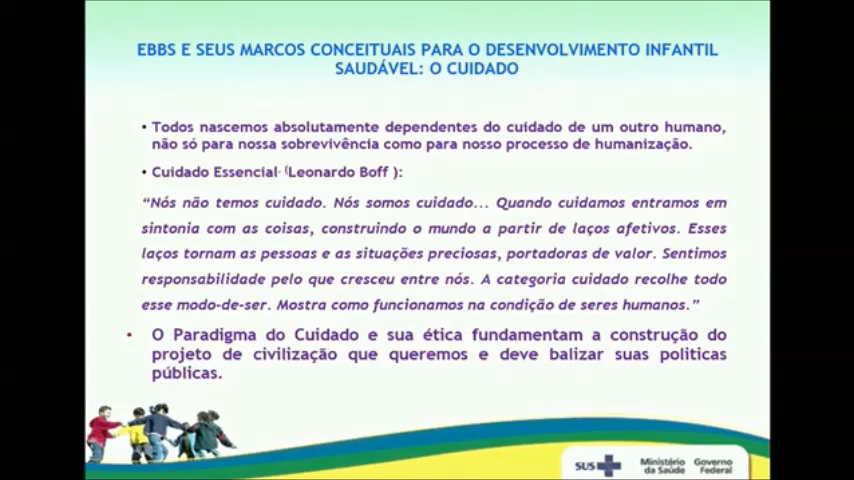 EBBS E SEUS MARCOS CONCEITUAIS PARA O DESENVOLVIMENTO INFANTIL
SAUDÁVEL: O CUIDADO
• Todos nascemos absolutamente dependentes do cuidado de um outro humano,
não só para nossa sobrevivência como para nosso processo de humanização.
• Cuidado Essencial- (Leonardo Boff ):
“Nós não temos cuidado. Nós somos cuidado... Quando cuidamos entramos em
sintonia com as coisas, construindo o mundo a partir de laços afetivos. Esses
laços tornam as pessoas e as situações preciosas, portadoras de valor. Sentimos
responsabilidade pelo que cresceu entre nós. A categoria cuidado recolhe todo
esse modo-de-ser. Mostra como funcionamos na condição de seres humanos.”
• O Paradigma do Cuidado e sua ética fundamentam a construção do
projeto de civilização que queremos e deve balizar suas politicas
públicas.
SUS
Ministério da Saúde
Governo Federal